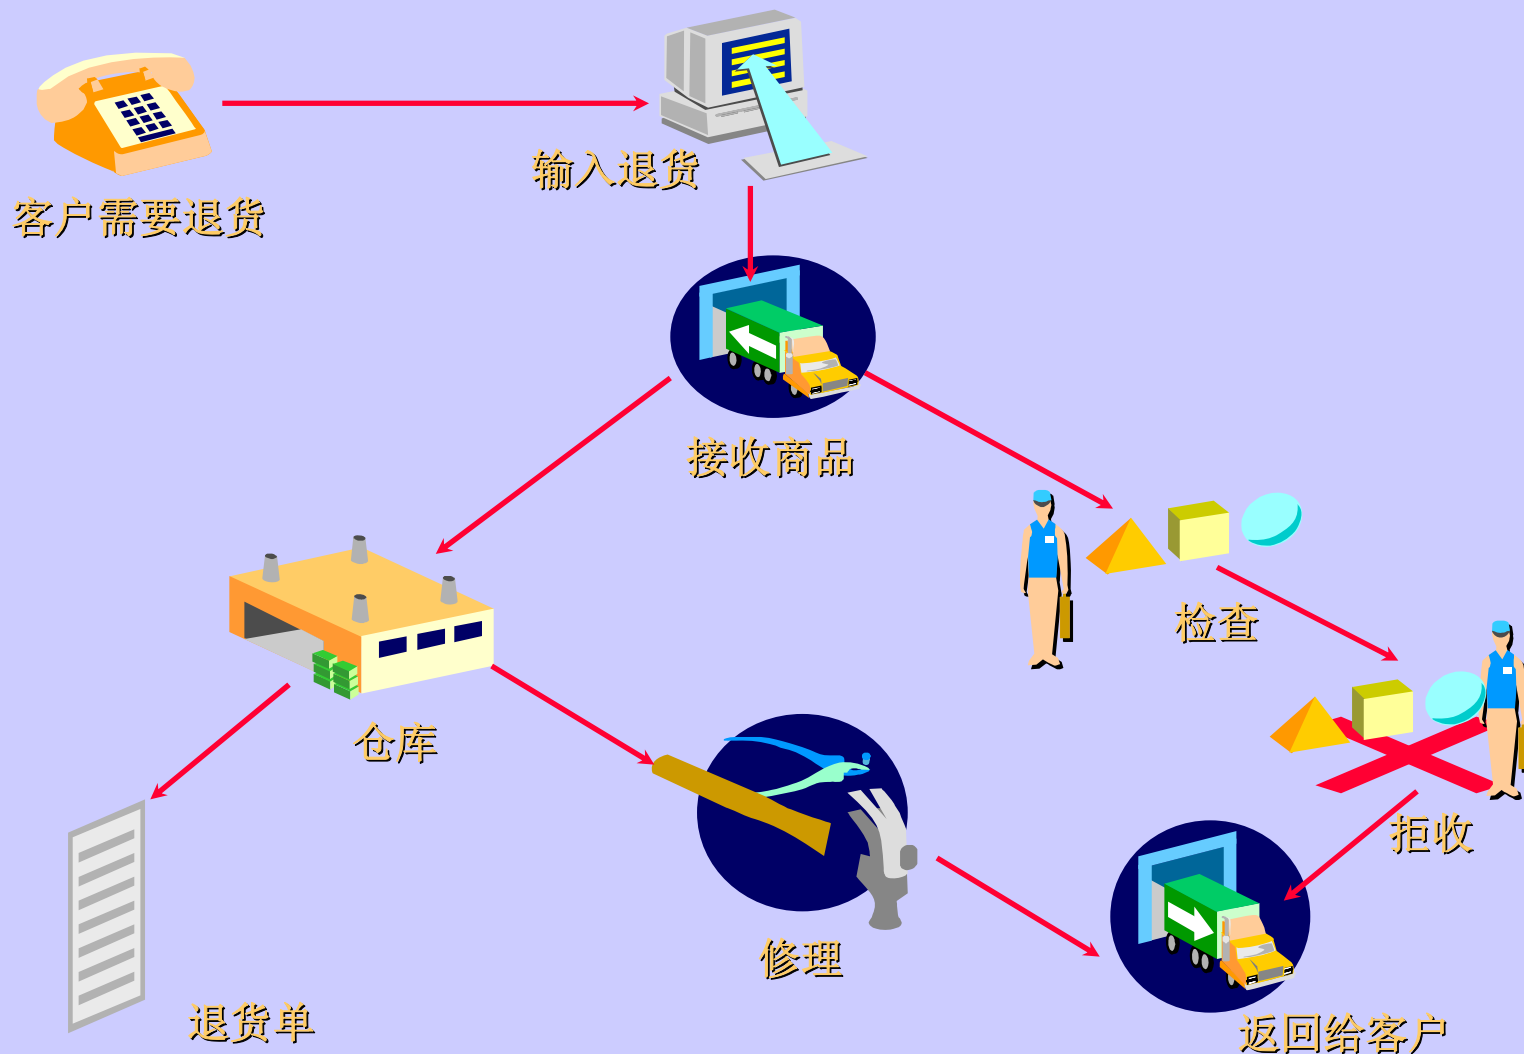 输入退货
客户需要退货
接收商品
检查
仓库
拒收
修理
退货单
返回给客户